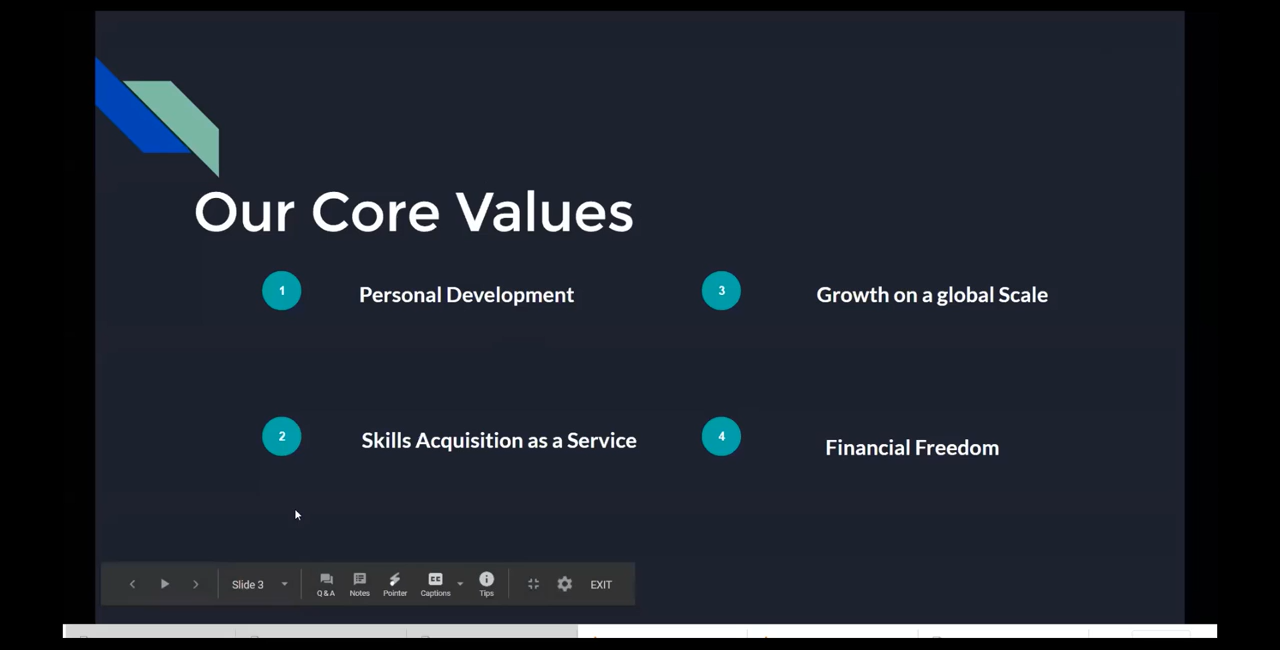 Our Core Values
1 Personal Development
3 Growth on a global Scale
2 Skills Acquisition as a Service
4 Financial Freedom
Slide 3
Q & A
Notes
Pointer
CC
Captions
Tips
EXIT